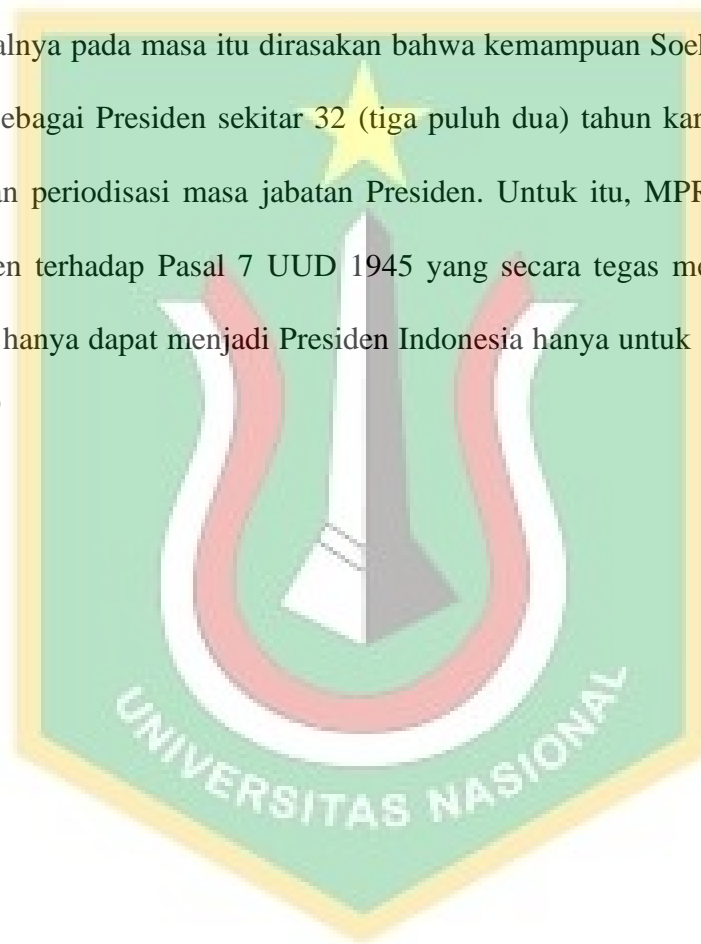 alnya pada masa itu dirasakan bahwa kemampuan Soel
ebagai Presiden sekitar 32 (tiga puluh dua) tahun kar
an periodisasi masa jabatan Presiden. Untuk itu, MPR
en terhadap Pasal 7 UUD 1945 yang secara tegas me
hanya dapat menjadi Presiden Indonesia hanya untuk
UNIVERSITAS NASIONAL